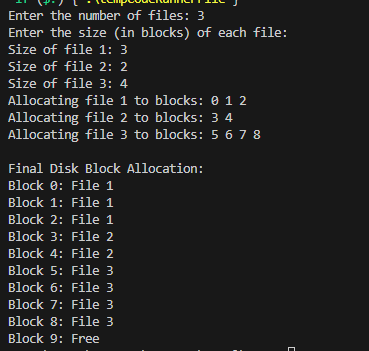 if ($?) { .\tempCodeRunnerFile }
Enter the number of files: 3
Enter the size (in blocks) of each file:
Size of file 1: 3
Size of file 2: 2
Size of file 3: 4
Allocating file 1 to blocks: 0 1 2
Allocating file 2 to blocks: 3 4
Allocating file 3 to blocks: 5 6 7 8
Final Disk Block Allocation:
Block 0: File 1
Block 1: File 1
Block 2: File 1
Block 3: File 2
Block 4: File 2
Block 5: File 3
Block 6: File 3
Block 7: File 3
Block 8: File 3
Block 9: Free